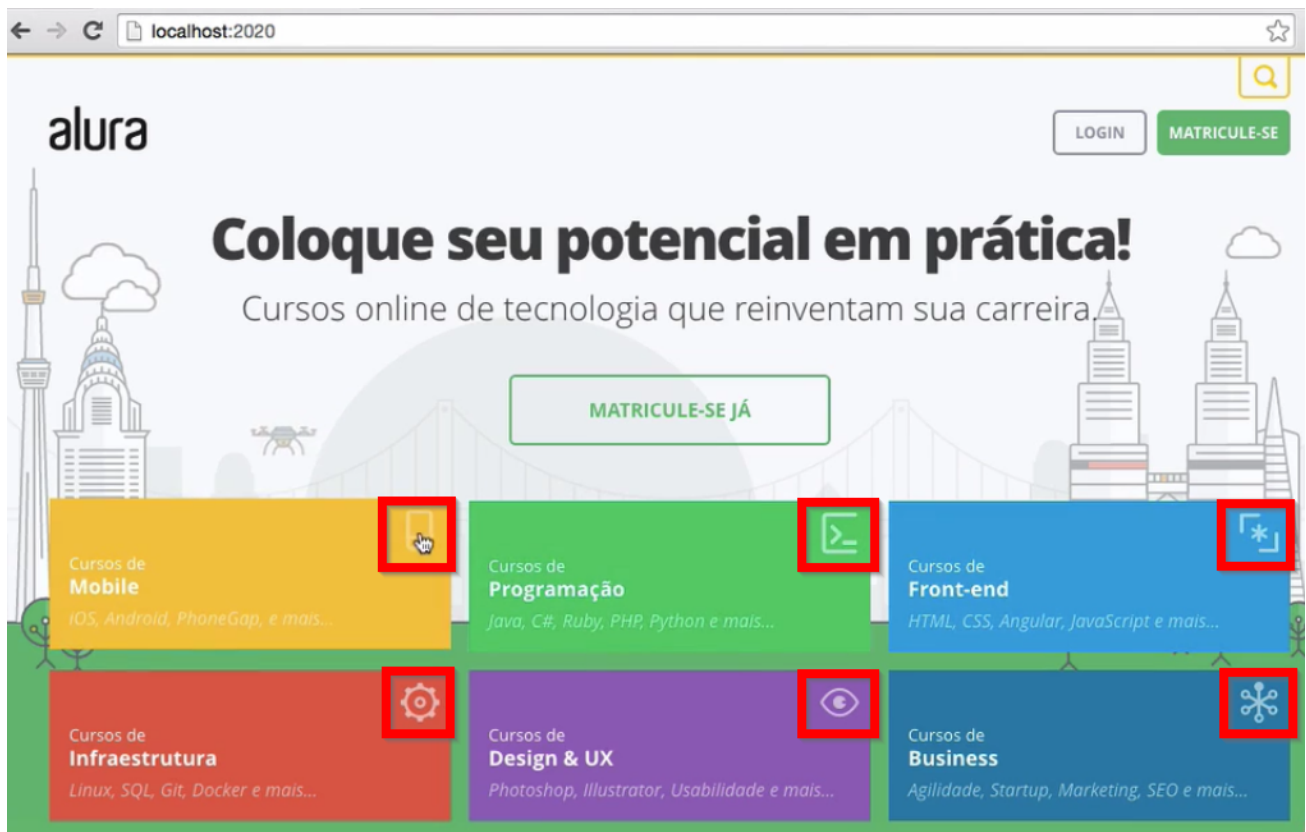 localhost:2020
alura
LOGIN
MATRICULE-SE
Coloque seu potencial em prática!
Cursos online de tecnologia que reinventam sua carreira.
MATRICULE-SE JÁ
Cursos de
Mobile
iOS, Android, PhoneGap, e mais...
Cursos de
Programação
Java, C#, Ruby, PHP, Python e mais...
Cursos de
Front-end
HTML, CSS, Angular, JavaScript e mais...
Cursos de
Infraestrutura
Linux, SQL, Git, Docker e mais...
Cursos de
Design & UX
Photoshop, Illustrator, Usabilidade e mais...
Cursos de
Business
Agilidade, Startup, Marketing, SEO e mais...